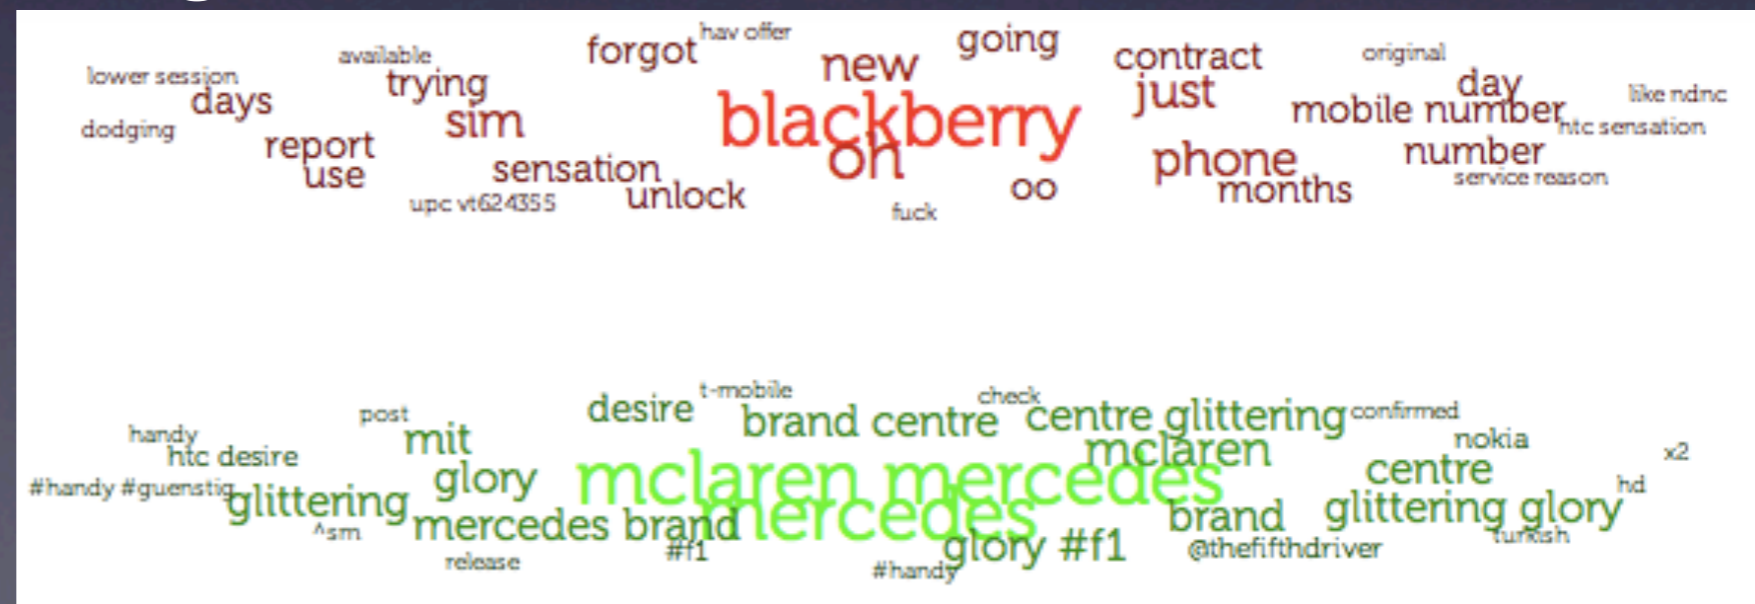 hav offer
going
forgot
available
new
contract
original
lower session
trying
day
days
just
like ndnc
sim
blackberry
mobile number
dodging
htc sensation
report
oh
phone
number
use
sensation
service reason
upc vt624355
unlock
oo
months
fuck
t-mobile
check
desire
post
brand centre
centre glittering
confirmed
handy
mit
nokia
htc desire
mclaren
x2
#handy #guenstig
glory
mclaren mercedes
centre
hd
glittering
mercedes
brand
glittering glory
^sm
mercedes brand
#f1
glory #f1
@thefifthdriver
turkish
release
#handy